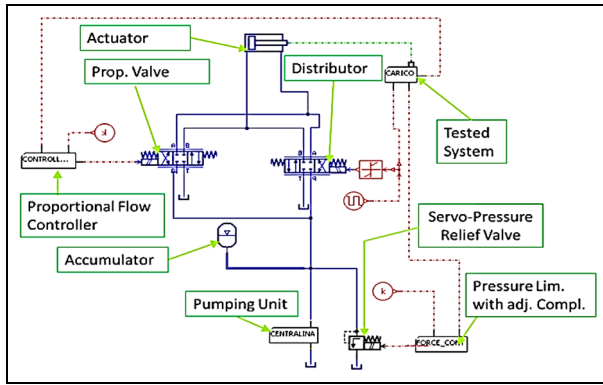 Actuator
Prop. Valve
Distributor
CARICO
Tested
System
k
CONTROLL...
A B
P T
A B
P T
Proportional Flow
Controller
Servo-Pressure
Relief Valve
Accumulator
k
Pressure Lim.
with adj. Compl.
Pumping Unit
CENTRALINA
FORCE_CONT